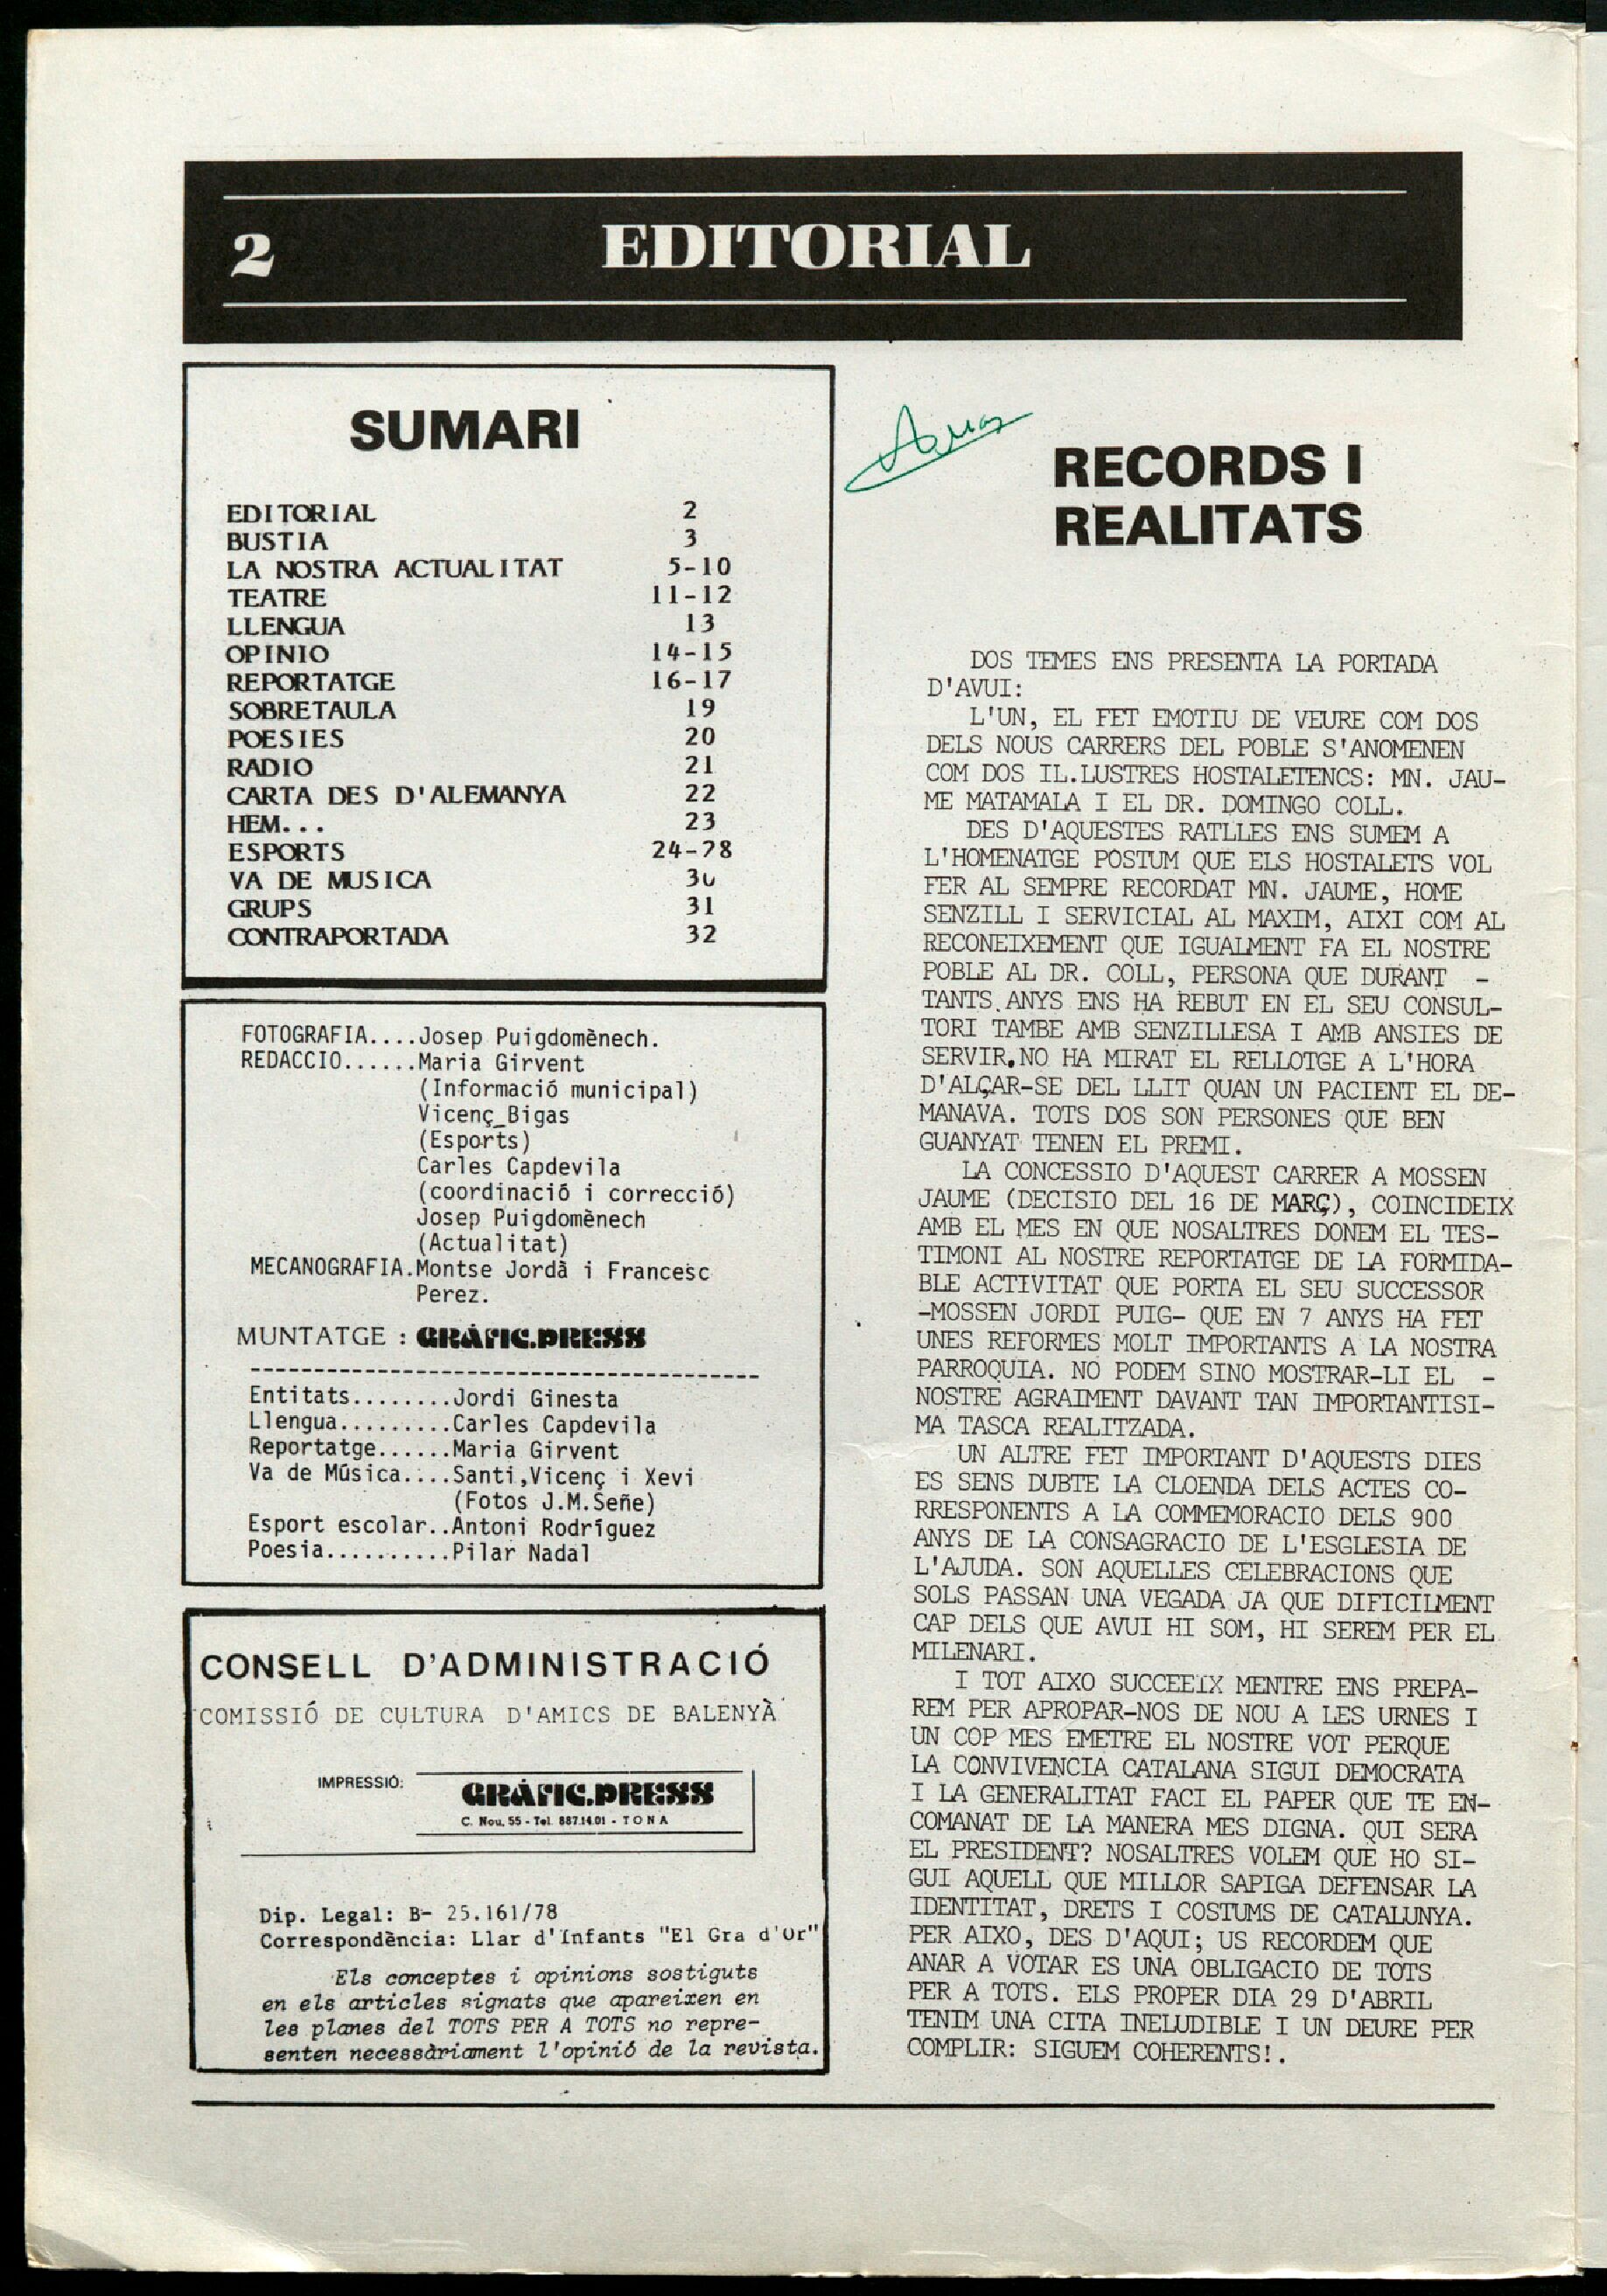 2 EDITORIAL
SUMARI
EDITORIAL 2
BUSTIA 3
LA NOSTRA ACTUALITAT 5-10
TEATRE 11-12
LLENGUA 13
OPINIO 14-15
REPORTATGE 16-17
SOBRETAULA 19
POESIES 20
RADIO 21
CARTA DES D'ALEMANYA 22
HEM... 23
ESPORTS 24-28
VA DE MUSICA 30
GRUPS 31
CONTRAPORTADA 32
FOTOGRAFIA....Josep Puigdomènech.
REDACCIO......Maria Girvent
(Informació municipal)
Vicenç Bigas
(Esports)
Carles Capdevila
(coordinació i correcció)
Josep Puigdomènech
(Actualitat)
MECANOGRAFIA.Montse Jordà i Francesc
Perez.
MUNTATGE : GRÀFIC.PRESS
Entitats........Jordi Ginesta
Llengua.........Carles Capdevila
Reportatge......Maria Girvent
Va de Música....Santi,Vicenç i Xevi
(Fotos J.M.Señe)
Esport escolar..Antoni Rodríguez
Poesia..........Pilar Nadal
CONSELL D'ADMINISTRACIÓ
COMISSIÓ DE CULTURA D'AMICS DE BALENYÀ
IMPRESSIÓ: GRÀFIC.PRESS
C. Nou, 55 - Tel. 887.14.01 - TONA
Dip. Legal: B- 25.161/78
Correspondència: Llar d'Infants "El Gra d'Or"
Els conceptes i opinions sostiguts
en els articles signats que apareixen en
les planes del TOTS PER A TOTS no repre-
senten necessàriament l'opinió de la revista.
RECORDS I
REALITATS
DOS TEMES ENS PRESENTA LA PORTADA
D'AVUI:
L'UN, EL FET EMOTIU DE VEURE COM DOS
DELS NOUS CARRERS DEL POBLE S'ANOMENEN
COM DOS IL.LUSTRES HOSTALETENCS: MN. JAU-
ME MATAMALA I EL DR. DOMINGO COLL.
DES D'AQUESTES RATLLES ENS SUMEM A
L'HOMENATGE POSTUM QUE ELS HOSTALETS VOL
FER AL SEMPRE RECORDAT MN. JAUME, HOME
SENZILL I SERVICIAL AL MAXIM, AIXI COM AL
RECONEIXEMENT QUE IGUALMENT FA EL NOSTRE
POBLE AL DR. COLL, PERSONA QUE DURANT -
TANTS ANYS ENS HA REBUT EN EL SEU CONSUL-
TORI TAMBE AMB SENZILLESA I AMB ANSIES DE
SERVIR.NO HA MIRAT EL RELLOTGE A L'HORA
D'ALÇAR-SE DEL LLIT QUAN UN PACIENT EL DE-
MANAVA. TOTS DOS SON PERSONES QUE BEN
GUANYAT TENEN EL PREMI.
LA CONCESSIO D'AQUEST CARRER A MOSSEN
JAUME (DECISIO DEL 16 DE MARÇ), COINCIDEIX
AMB EL MES EN QUE NOSALTRES DONEM EL TES-
TIMONI AL NOSTRE REPORTATGE DE LA FORMIDA-
BLE ACTIVITAT QUE PORTA EL SEU SUCCESSOR
-MOSSEN JORDI PUIG- QUE EN 7 ANYS HA FET
UNES REFORMES MOLT IMPORTANTS A LA NOSTRA
PARROQUIA. NO PODEM SINO MOSTRAR-LI EL -
NOSTRE AGRAIMENT DAVANT TAN IMPORTANTISI-
MA TASCA REALITZADA.
UN ALTRE FET IMPORTANT D'AQUESTS DIES
ES SENS DUBTE LA CLOENDA DELS ACTES CO-
RRESPONENTS A LA COMMEMORACIO DELS 900
ANYS DE LA CONSAGRACIO DE L'ESGLESIA DE
L'AJUDA. SON AQUELLES CELEBRACIONS QUE
SOLS PASSAN UNA VEGADA JA QUE DIFICILMENT
CAP DELS QUE AVUI HI SOM, HI SEREM PER EL
MILENARI.
I TOT AIXO SUCCEEIX MENTRE ENS PREPA-
REM PER APROPAR-NOS DE NOU A LES URNES I
UN COP MES EMETRE EL NOSTRE VOT PERQUE
LA CONVIVENCIA CATALANA SIGUI DEMOCRATA
I LA GENERALITAT FACI EL PAPER QUE TE EN-
COMANAT DE LA MANERA MES DIGNA. QUI SERA
EL PRESIDENT? NOSALTRES VOLEM QUE HO SI-
GUI AQUELL QUE MILLOR SAPIGA DEFENSAR LA
IDENTITAT, DRETS I COSTUMS DE CATALUNYA.
PER AIXO, DES D'AQUI; US RECORDEM QUE
ANAR A VOTAR ES UNA OBLIGACIO DE TOTS
PER A TOTS. ELS PROPER DIA 29 D'ABRIL
TENIM UNA CITA INELUDIBLE I UN DEURE PER
COMPLIR: SIGUEM COHERENTS!.